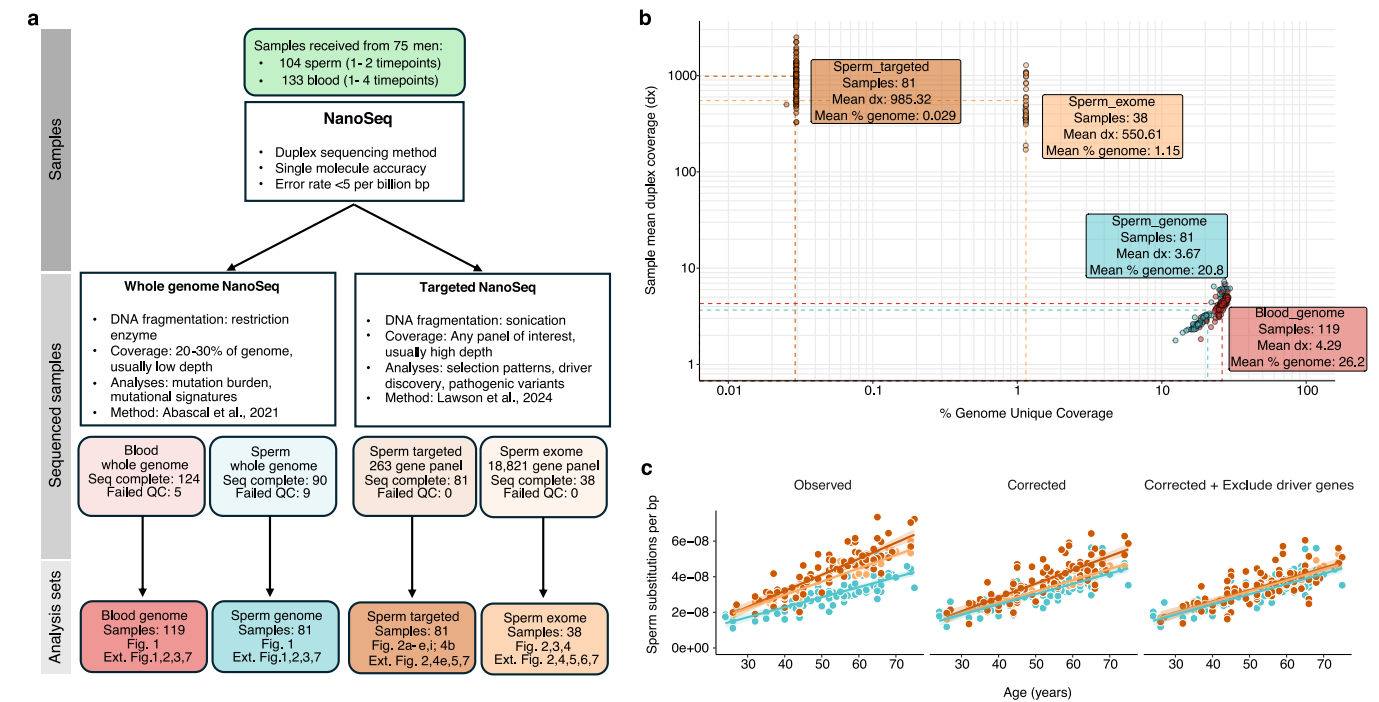 a
Samples
Sequenced samples
Analysis sets
Samples received from 75 men:
• 104 sperm (1- 2 timepoints)
• 133 blood (1- 4 timepoints)
NanoSeq
• Duplex sequencing method
• Single molecule accuracy
• Error rate <5 per billion bp
Whole genome NanoSeq
• DNA fragmentation: restriction
enzyme
• Coverage: 20-30% of genome,
usually low depth
• Analyses: mutation burden,
mutational signatures
• Method: Abascal et al., 2021
Targeted NanoSeq
• DNA fragmentation: sonication
• Coverage: Any panel of interest,
usually high depth
• Analyses: selection patterns, driver
discovery, pathogenic variants
• Method: Lawson et al., 2024
Blood
whole genome
Seq complete: 124
Failed QC: 5
Sperm
whole genome
Seq complete: 90
Failed QC: 9
Sperm targeted
263 gene panel
Seq complete: 81
Failed QC: 0
Sperm exome
18,821 gene panel
Seq complete: 38
Failed QC: 0
Blood genome
Samples: 119
Fig. 1
Ext. Fig.1,2,3,7
Sperm genome
Samples: 81
Fig. 1
Ext. Fig.1,2,3,7
Sperm targeted
Samples: 81
Fig. 2a- e,i; 4b
Ext. Fig. 2,4e,5,7
Sperm exome
Samples: 38
Fig. 2,3,4
Ext. Fig. 2,4,5,6,7
b
Sample mean duplex coverage (dx)
1000
100
10
1
Sperm_targeted
Samples: 81
Mean dx: 985.32
Mean % genome: 0.029
Sperm_exome
Samples: 38
Mean dx: 550.61
Mean % genome: 1.15
Sperm_genome
Samples: 81
Mean dx: 3.67
Mean % genome: 20.8
Blood_genome
Samples: 119
Mean dx: 4.29
Mean % genome: 26.2
0.01 0.1 1 10 100
% Genome Unique Coverage
c
Observed Corrected Corrected + Exclude driver genes
Sperm substitutions per bp
6e−08
4e−08
2e−08
0e+00
30 40 50 60 70 30 40 50 60 70 30 40 50 60 70
Age (years)